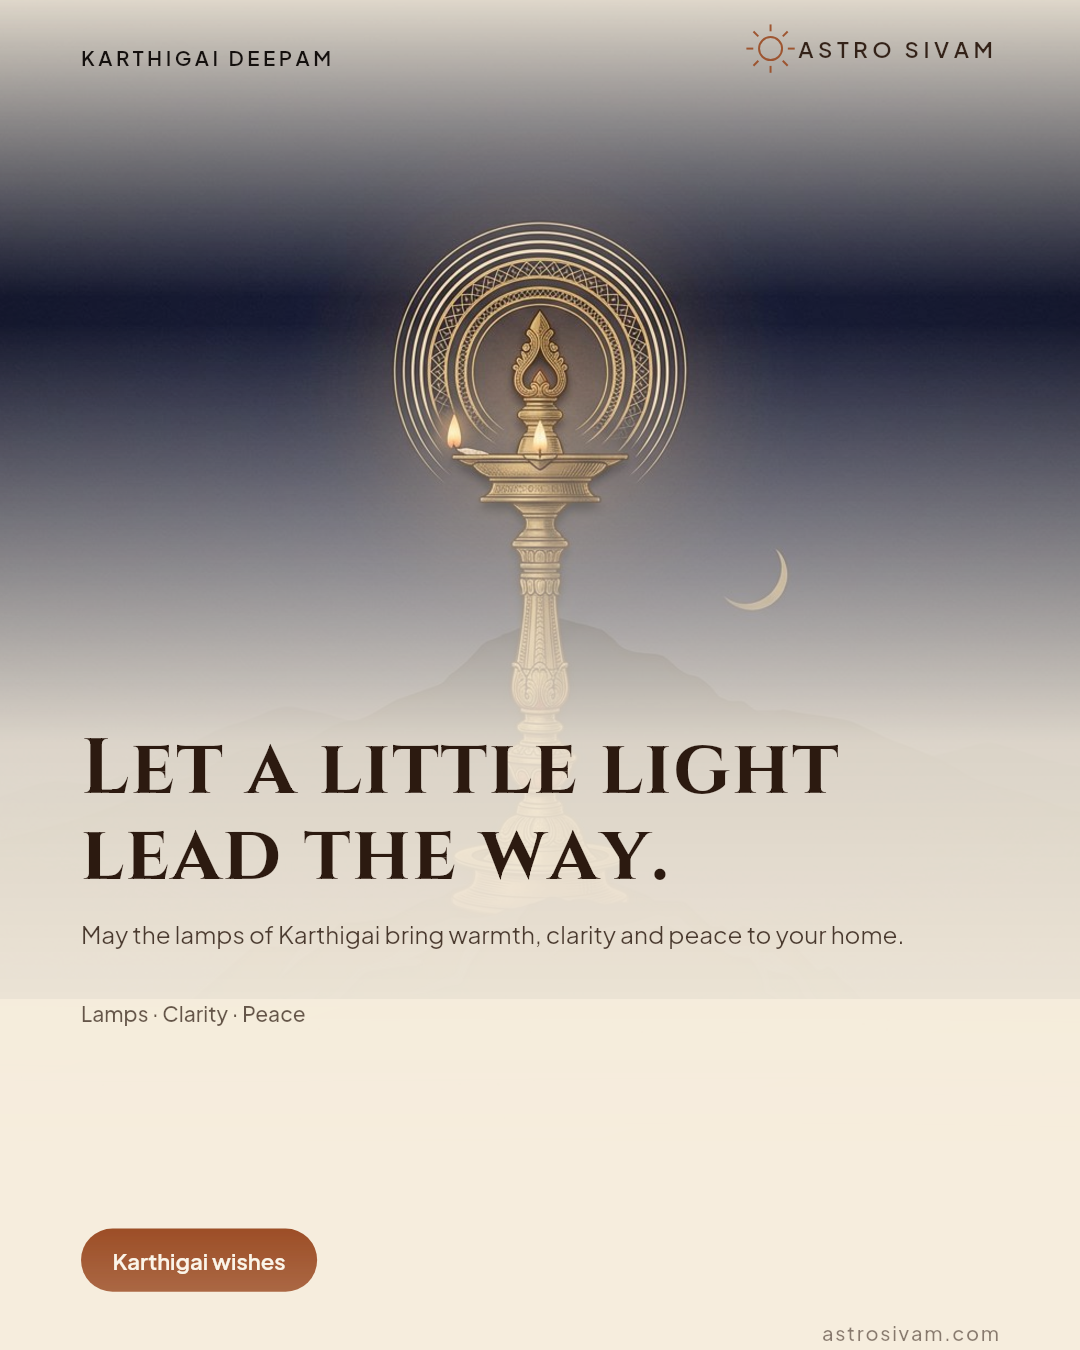 KARTHIGAI DEEPAM
ASTRO SIVAM
Let a little light
lead the way.
May the lamps of Karthigai bring warmth, clarity and peace to your home.
Lamps · Clarity · Peace
Karthigai wishes
astrosivam.com